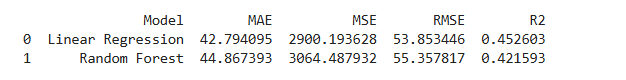 Model MAE MSE RMSE R2
0 Linear Regression 42.794095 2900.193628 53.853446 0.452603
1 Random Forest 44.867393 3064.487932 55.357817 0.421593